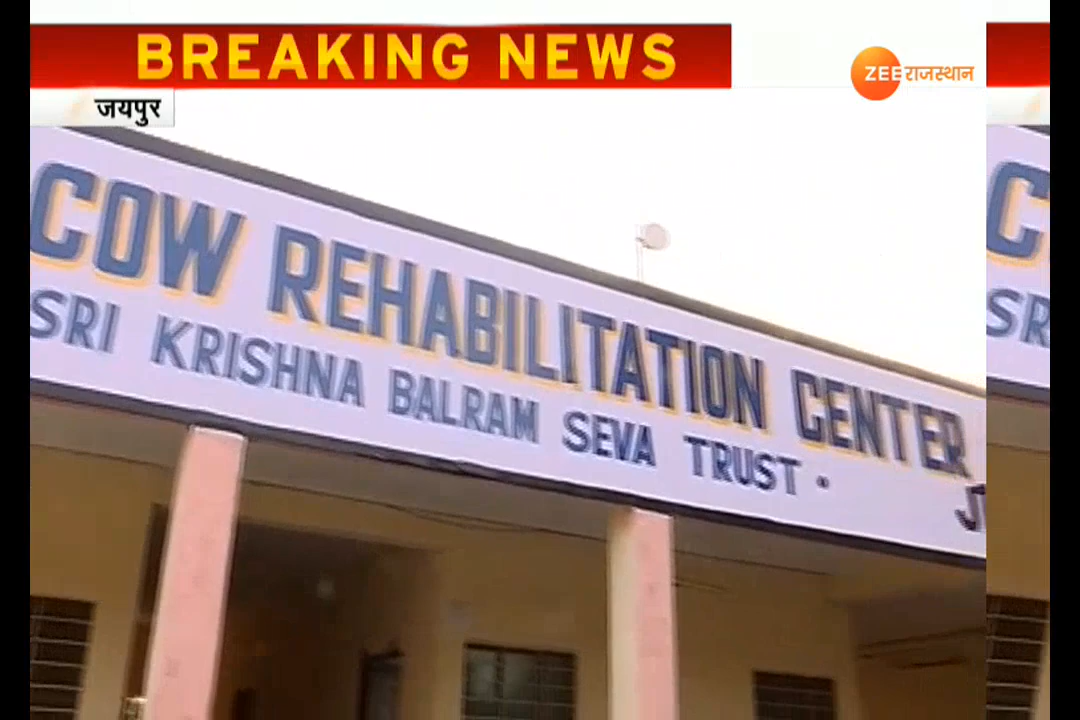 BREAKING NEWS
ZEE राजस्थान
जयपुर
COW REHABILITATION CENTER
SRI KRISHNA BALRAM SEVA TRUST •